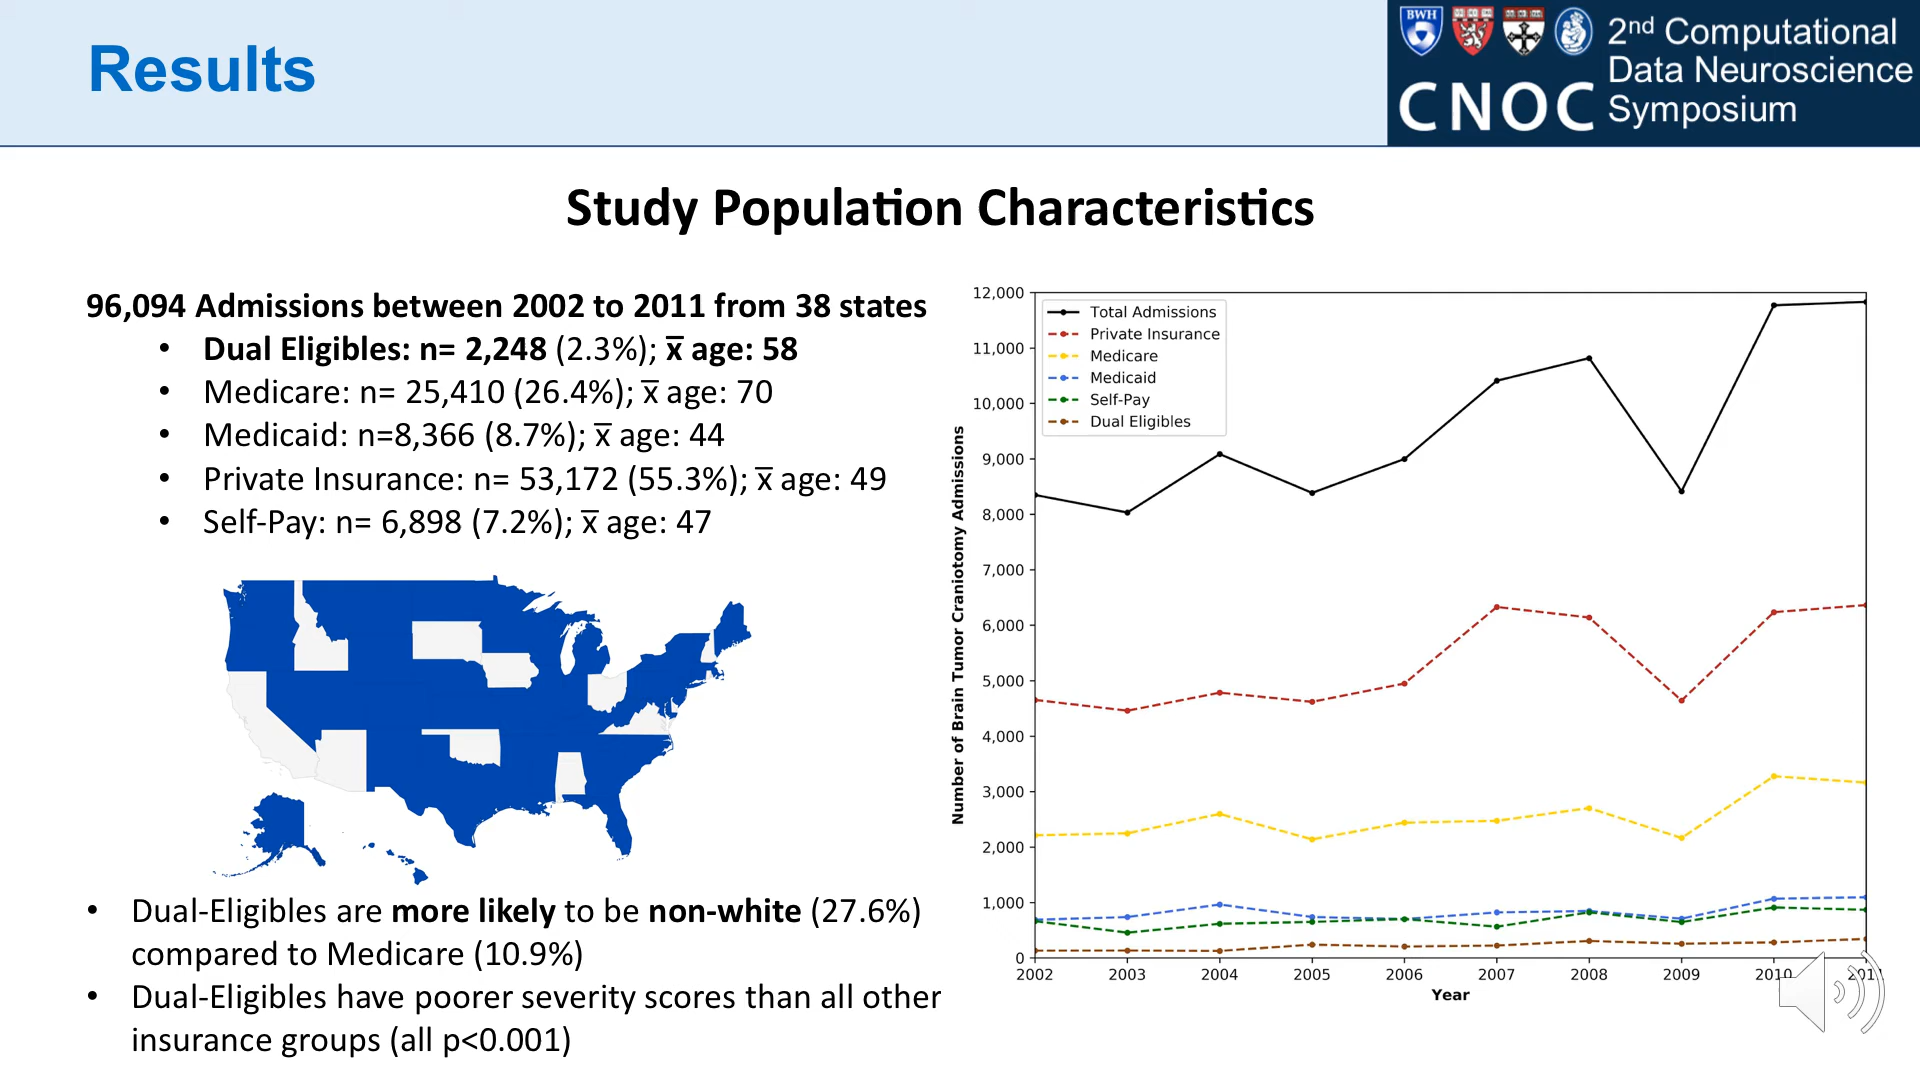 Results
BWH
CNOC
2nd Computational
Data Neuroscience
Symposium
Study Population Characteristics
96,094 Admissions between 2002 to 2011 from 38 states
• Dual Eligibles: n= 2,248 (2.3%); x̅ age: 58
• Medicare: n= 25,410 (26.4%); x̅ age: 70
• Medicaid: n=8,366 (8.7%); x̅ age: 44
• Private Insurance: n= 53,172 (55.3%); x̅ age: 49
• Self-Pay: n= 6,898 (7.2%); x̅ age: 47
• Dual-Eligibles are more likely to be non-white (27.6%)
compared to Medicare (10.9%)
• Dual-Eligibles have poorer severity scores than all other
insurance groups (all p<0.001)
Number of Brain Tumor Craniotomy Admissions
12,000
11,000
10,000
9,000
8,000
7,000
6,000
5,000
4,000
3,000
2,000
1,000
0
Total Admissions
Private Insurance
Medicare
Medicaid
Self-Pay
Dual Eligibles
2002 2003 2004 2005 2006 2007 2008 2009 2010 2011
Year